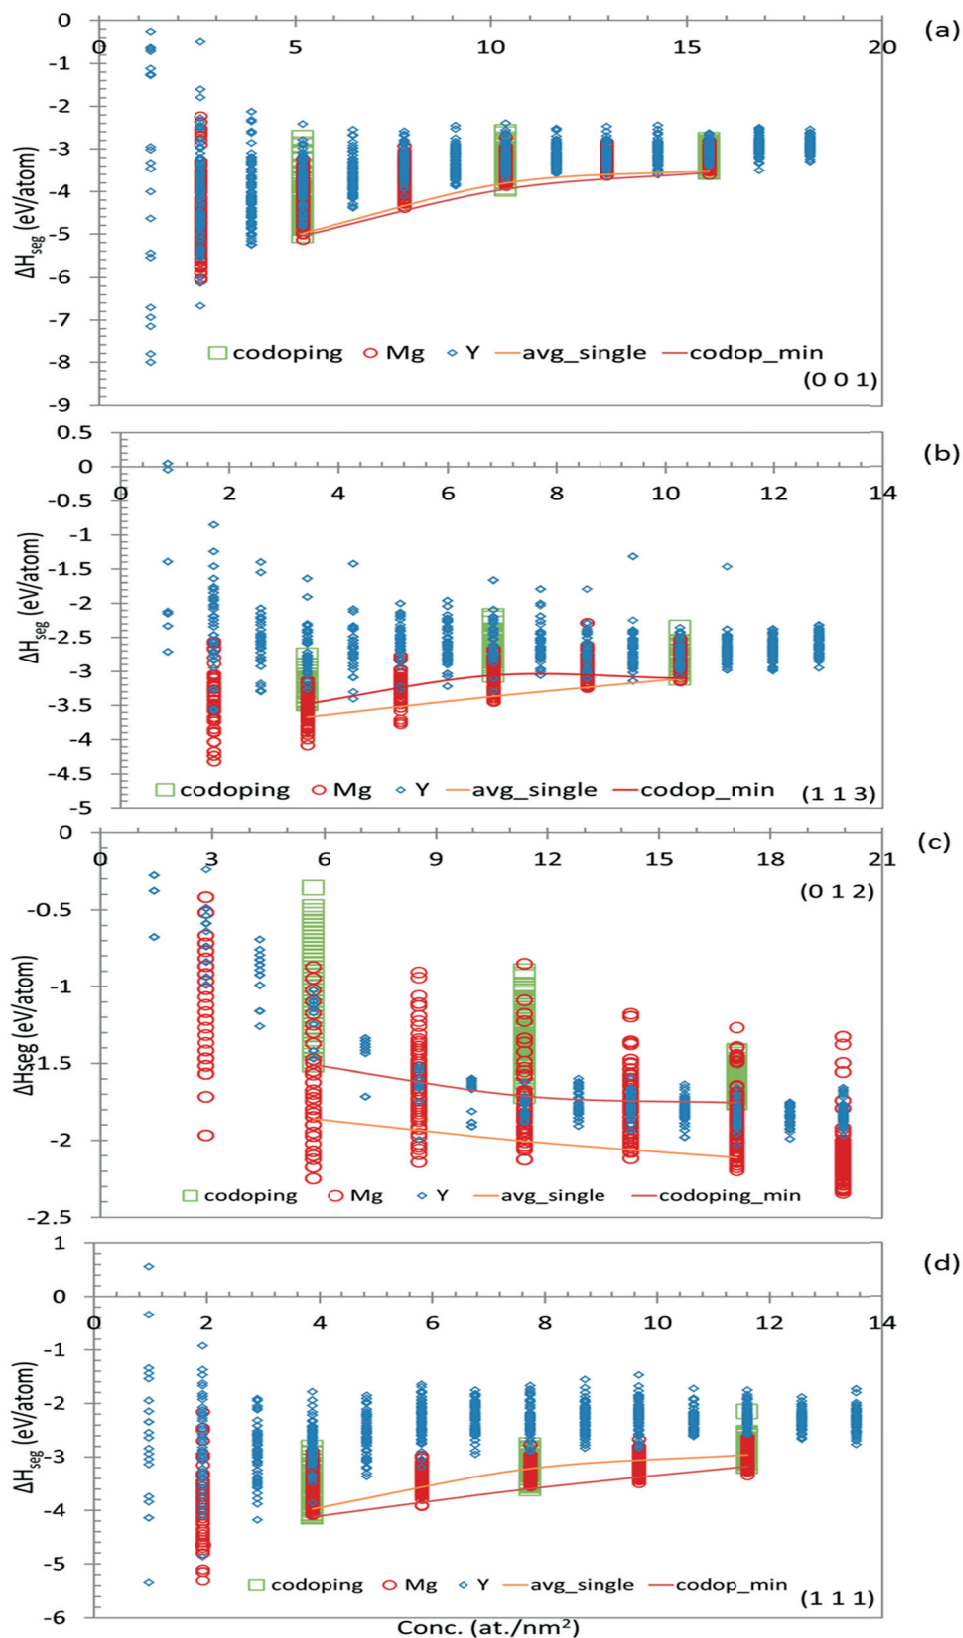 (a)
0
0 5 10 15 20
-1
-2
-3
-4
-5
-6
-7
-8
-9
ΔHseg (eV/atom)
codoping Mg Y avg_single codop_min
(0 0 1)
(b)
0.5
0
0 2 4 6 8 10 12 14
-0.5
-1
-1.5
-2
-2.5
-3
-3.5
-4
-4.5
-5
ΔHseg (eV/atom)
codoping Mg Y avg_single codop_min
(1 1 3)
(c)
0
0 3 6 9 12 15 18 21
(0 1 2)
-0.5
-1
-1.5
-2
-2.5
ΔHseg (eV/atom)
codoping Mg Y avg_single codoping_min
(d)
1
0
0 2 4 6 8 10 12 14
-1
-2
-3
-4
-5
-6
ΔHseg (eV/atom)
codoping Mg Y avg_single codop_min
(1 1 1)
Conc. (at./nm²)